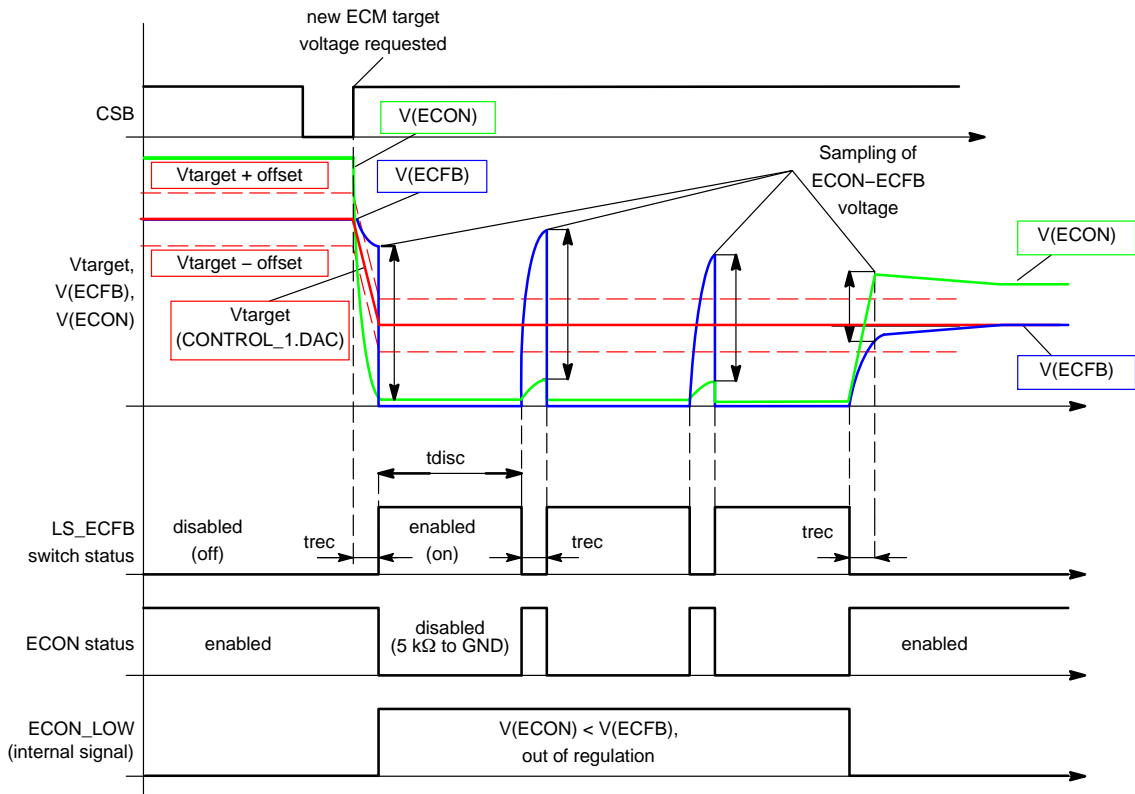 new ECM target
voltage requested
CSB
V(ECON)
Vtarget + offset
V(ECFB)
Sampling of
ECON–ECFB
voltage
V(ECON)
Vtarget – offset
Vtarget,
V(ECFB),
V(ECON)
Vtarget
(CONTROL_1.DAC)
V(ECFB)
tdisc
LS_ECFB
switch status
disabled
(off)
trec
enabled
(on)
trec
trec
ECON status
enabled
disabled
(5 kΩ to GND)
enabled
ECON_LOW
(internal signal)
V(ECON) < V(ECFB),
out of regulation